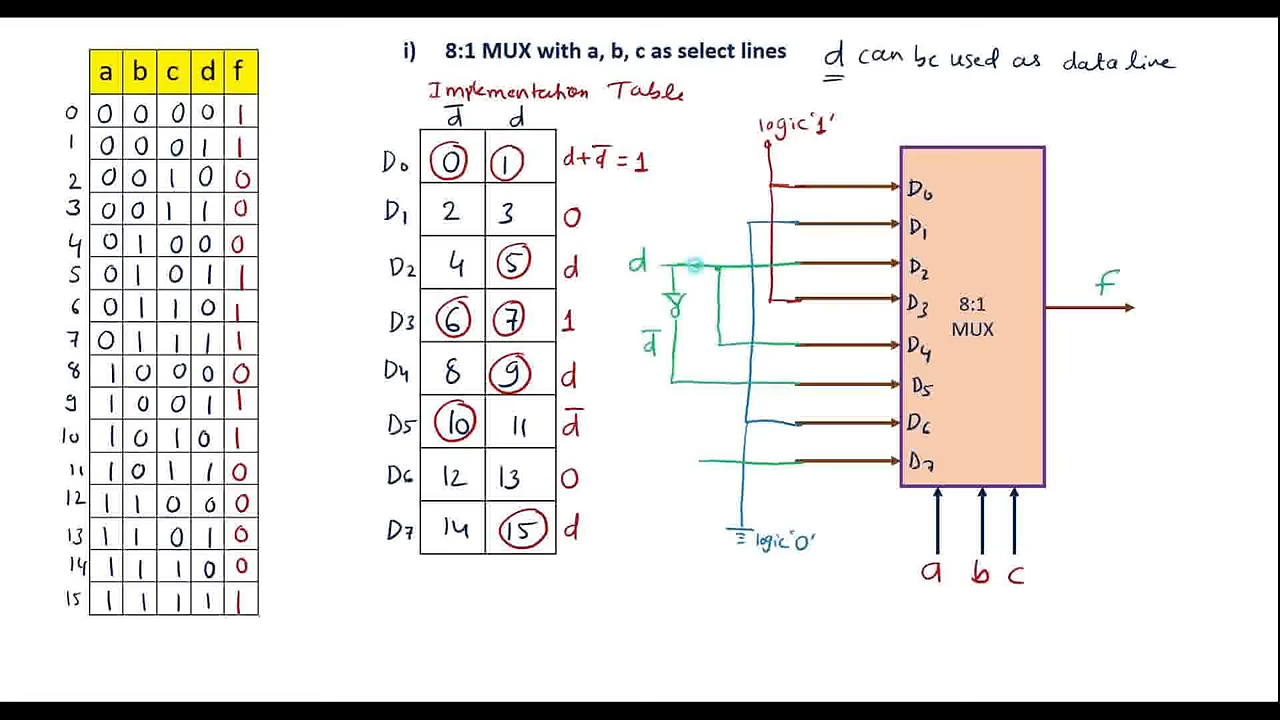 a b c d f
0 0 0 0 0 1
1 0 0 0 1 1
2 0 0 1 0 0
3 0 0 1 1 0
4 0 1 0 0 0
5 0 1 0 1 1
6 0 1 1 0 1
7 0 1 1 1 1
8 1 0 0 0 0
9 1 0 0 1 1
10 1 0 1 0 1
11 1 0 1 1 0
12 1 1 0 0 0
13 1 1 0 1 0
14 1 1 1 0 0
15 1 1 1 1 1
i) 8:1 MUX with a, b, c as select lines
d can be used as data line
Implementation Table
d̅ d
D0 0 1 d+d̅ = 1
D1 2 3 0
D2 4 5 d
D3 6 7 1
D4 8 9 d
D5 10 11 d̅
D6 12 13 0
D7 14 15 d
logic '1'
d
d̅
logic '0'
D0
D1
D2
D3
D4
D5
D6
D7
8:1
MUX
f
a b c